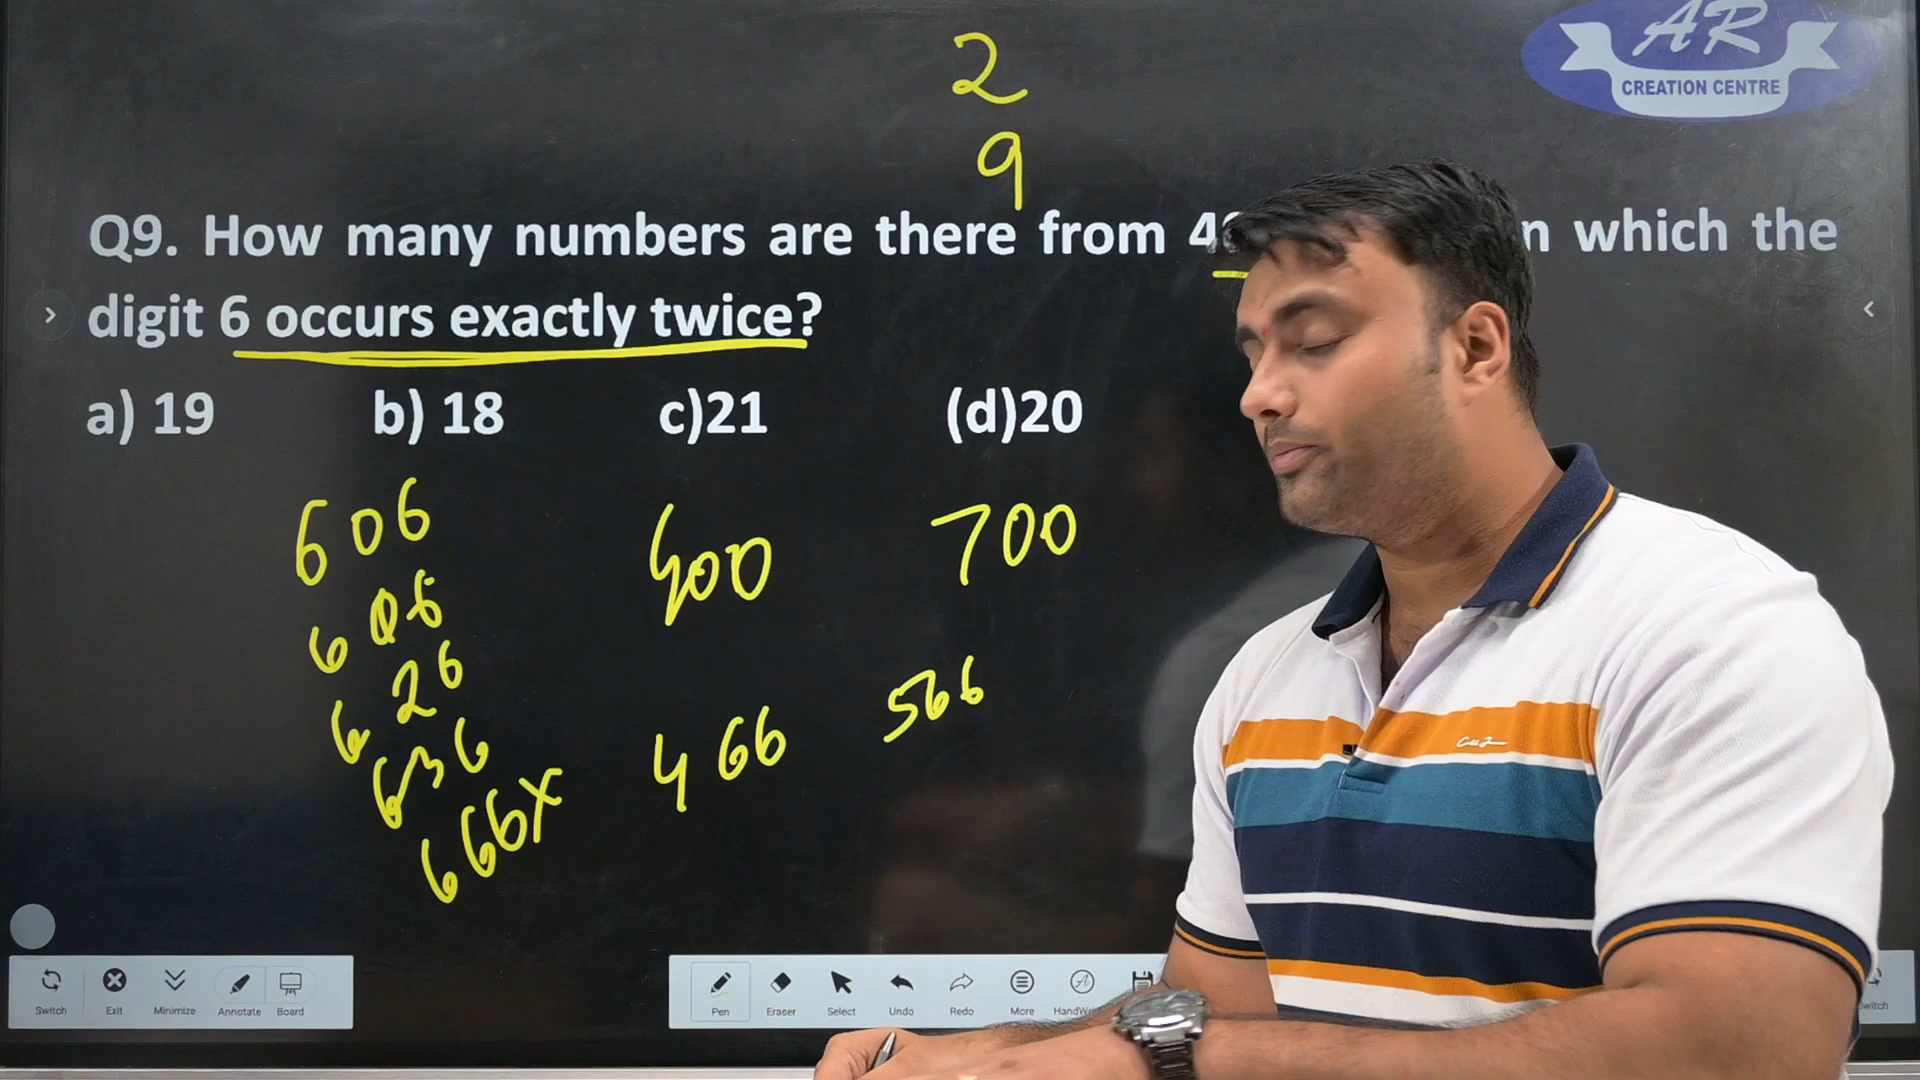 AR
CREATION CENTRE
2
9
Q9. How many numbers are there from which the
digit 6 occurs exactly twice?
a) 19 b) 18 c)21 (d)20
606
400 700
626
566
636
466
666x
Switch Exit Minimize Annotate Board
Pen Eraser Select Undo Redo More